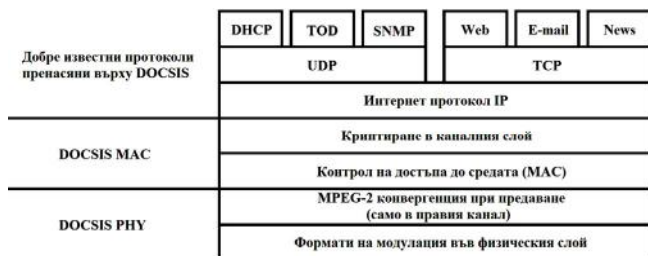 DHCP TOD SNMP Web E-mail News
Добре известни протоколи
пренасяни върху DOCSIS
UDP TCP
Интернет протокол IP
DOCSIS MAC
Криптиране в каналния слой
Контрол на достъпа до средата (MAC)
DOCSIS PHY
MPEG-2 конвергенция при предаване
(само в правия канал)
Формати на модулация във физическия слой